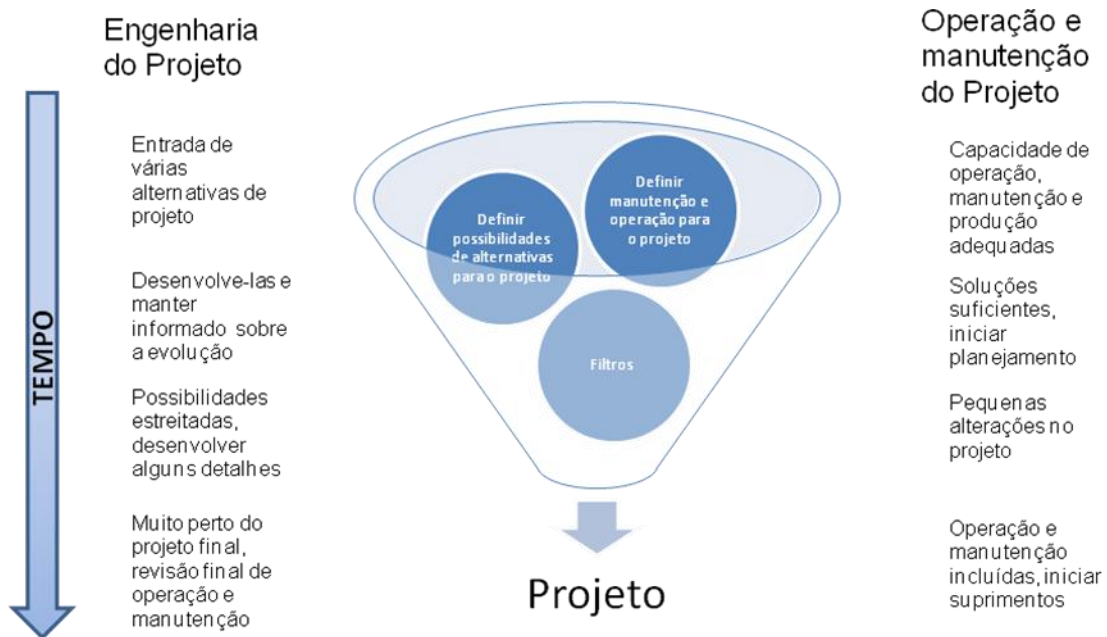 Engenharia
do Projeto
Operação e
manutenção
do Projeto
TEMPO
Entrada de
várias
alternativas de
projeto
Desenvolve-las e
manter
informado sobre
a evolução
Possibilidades
estreitadas,
desenvolver
alguns detalhes
Muito perto do
projeto final,
revisão final de
operação e
manutenção
Definir
possibilidades
de alternativas
para o projeto
Definir
manutenção e
operação para
o projeto
Filtros
Projeto
Capacidade de
operação,
manutenção e
produção
adequadas
Soluções
suficientes,
iniciar
planejamento
Pequenas
alterações no
projeto
Operação e
manutenção
incluídas, iniciar
suprimentos